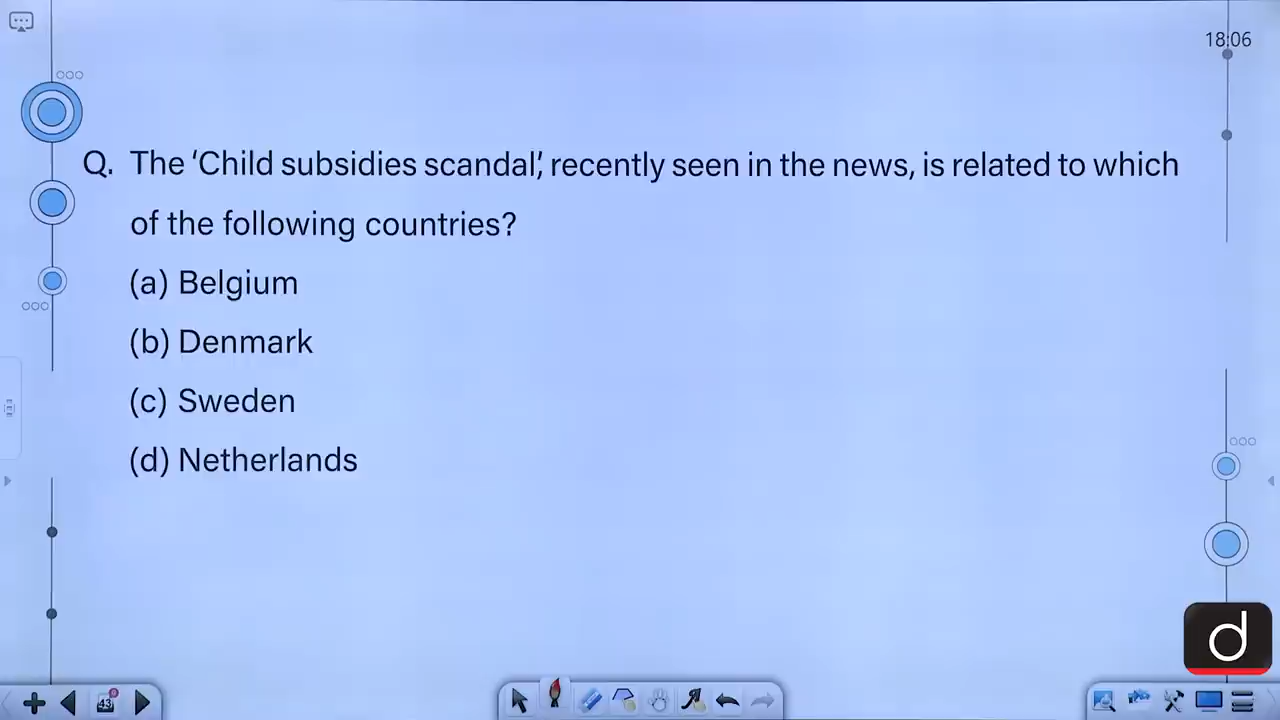 18:06
Q. The ‘Child subsidies scandal’, recently seen in the news, is related to which
of the following countries?
(a) Belgium
(b) Denmark
(c) Sweden
(d) Netherlands
d
43